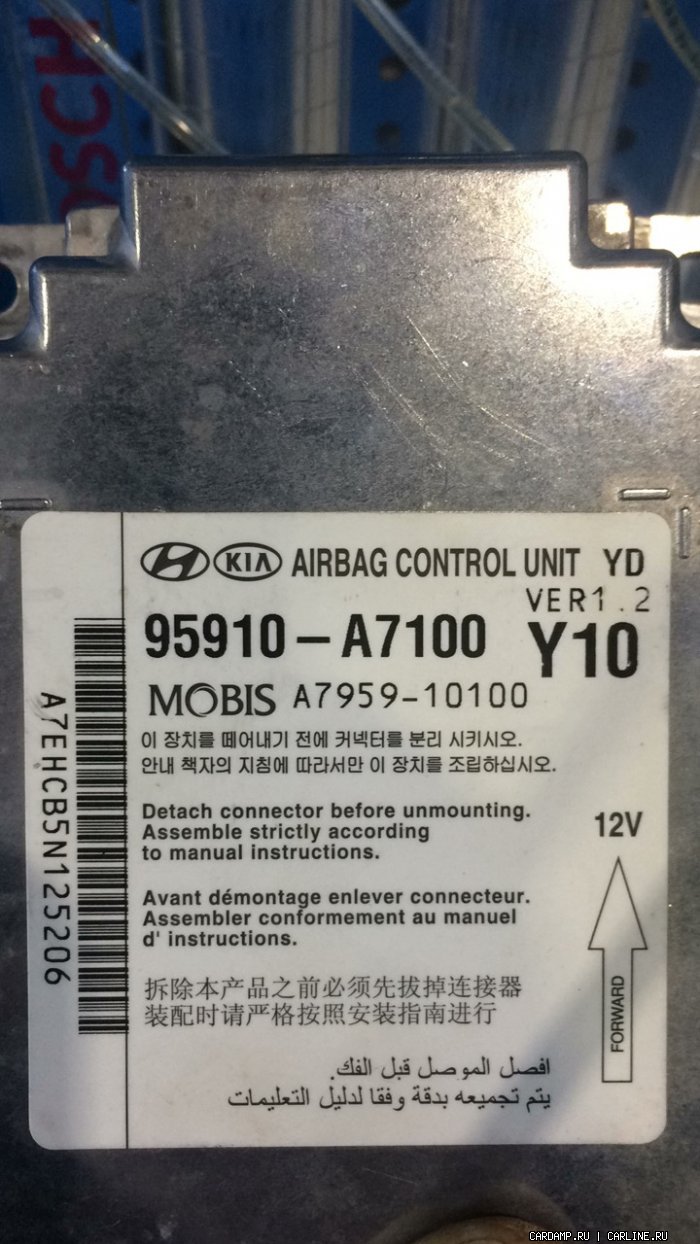 BOSCH
KIA AIRBAG CONTROL UNIT YD
VER1.2
95910-A7100 Y10
MOBIS A7959-10100
이 장치를 떼어내기 전에 커넥터를 분리 시키시오.
안내 책자의 지침에 따라서만 이 장치를 조립하십시오.
Detach connector before unmounting.
Assemble strictly according
to manual instructions.
12V
Avant démontage enlever connecteur.
Assembler conformement au manuel
d' instructions.
FORWARD
拆除本产品之前必须先拔掉连接器
装配时请严格按照安装指南进行
افصل الموصل قبل الفك.
يتم تجميعه بدقة وفقا لدليل التعليمات
A7EHCB5N125206
CARDAMP.RU | CARLINE.RU